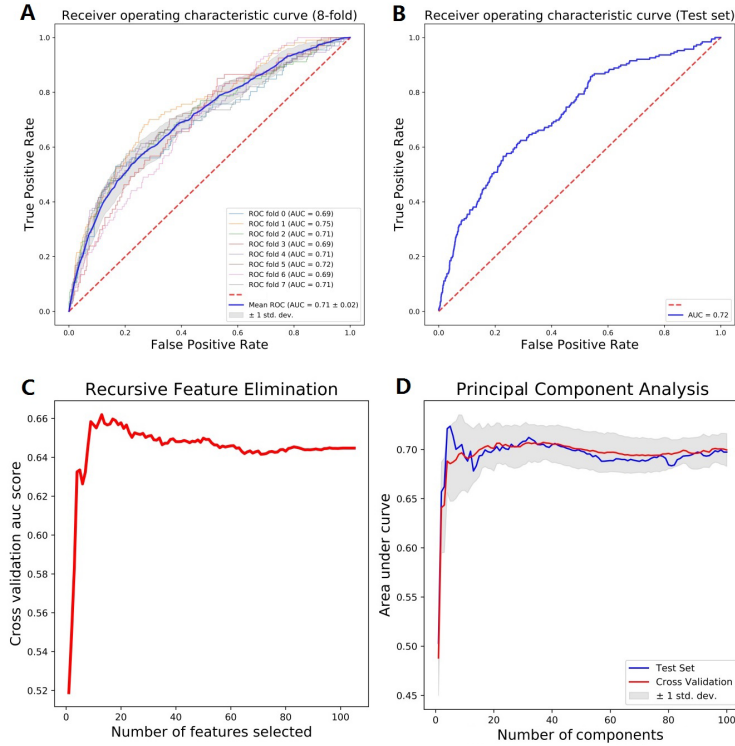 A
Receiver operating characteristic curve (8-fold)
True Positive Rate
1.0
0.8
0.6
0.4
0.2
0.0
0.0 0.2 0.4 0.6 0.8 1.0
False Positive Rate
ROC fold 0 (AUC = 0.69)
ROC fold 1 (AUC = 0.75)
ROC fold 2 (AUC = 0.71)
ROC fold 3 (AUC = 0.69)
ROC fold 4 (AUC = 0.71)
ROC fold 5 (AUC = 0.72)
ROC fold 6 (AUC = 0.69)
ROC fold 7 (AUC = 0.71)
Mean ROC (AUC = 0.71 ± 0.02)
± 1 std. dev.
B
Receiver operating characteristic curve (Test set)
True Positive Rate
1.0
0.8
0.6
0.4
0.2
0.0
0.0 0.2 0.4 0.6 0.8 1.0
False Positive Rate
AUC = 0.72
C
Recursive Feature Elimination
Cross validation auc score
0.66
0.64
0.62
0.60
0.58
0.56
0.54
0.52
0 20 40 60 80 100
Number of features selected
D
Principal Component Analysis
Area under curve
0.70
0.65
0.60
0.55
0.50
0.45
0 20 40 60 80 100
Number of components
Test Set
Cross Validation
± 1 std. dev.